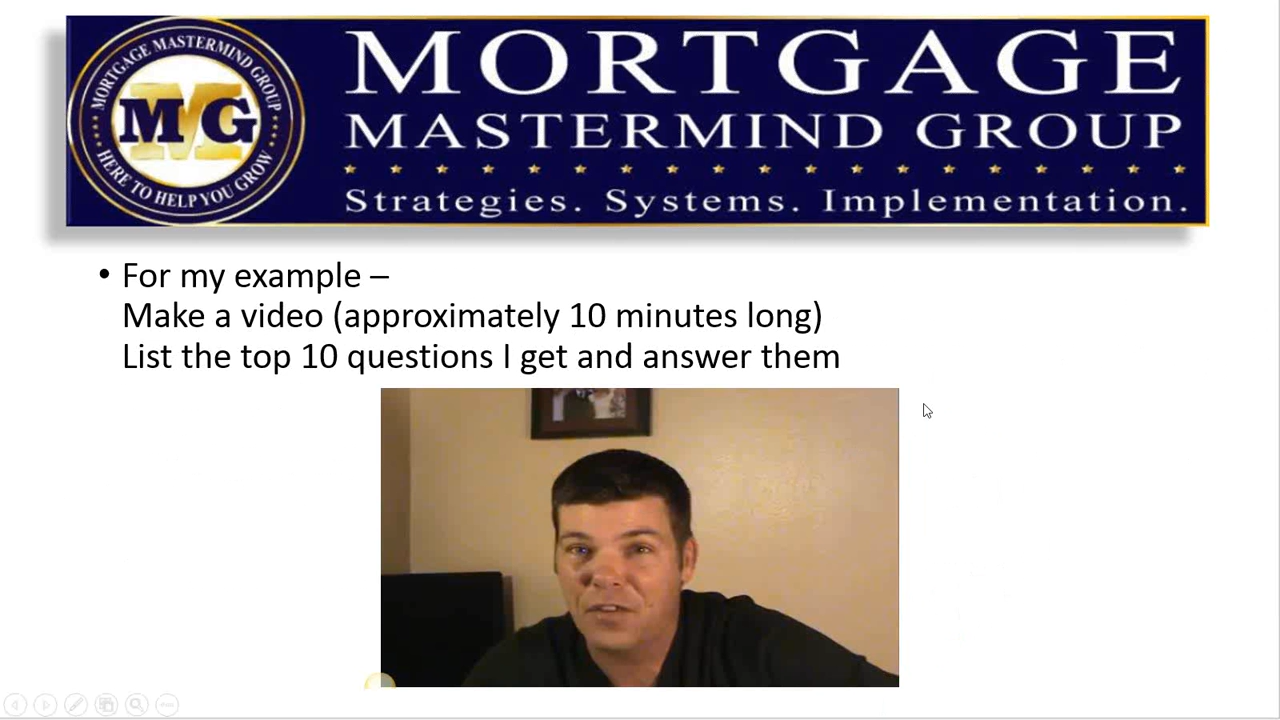 MORTGAGE MASTERMIND GROUP
MG
HERE TO HELP YOU GROW
MORTGAGE
MASTERMIND GROUP
Strategies. Systems. Implementation.
• For my example –
Make a video (approximately 10 minutes long)
List the top 10 questions I get and answer them